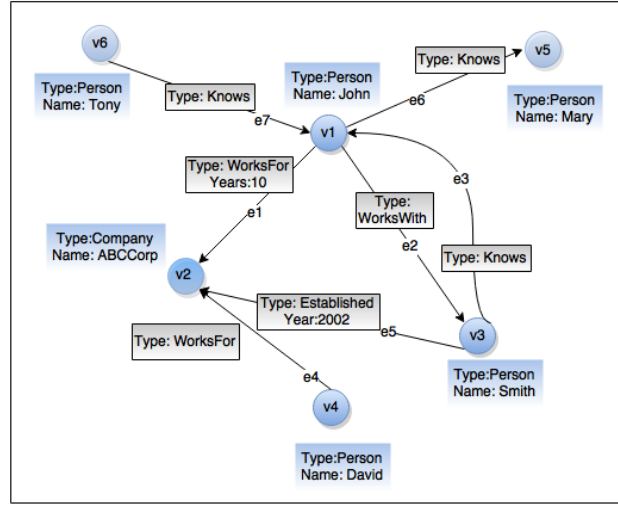 v6
v5
Type:Person
Name: Tony
Type: Knows
Type:Person
Name: John
Type: Knows
e6
Type:Person
Name: Mary
e7
v1
Type: WorksFor
Years:10
e1
Type:
WorksWith
e2
e3
Type: Knows
Type:Company
Name: ABCCorp
v2
Type: Established
Year:2002
e5
v3
Type: WorksFor
Type:Person
Name: Smith
e4
v4
Type:Person
Name: David